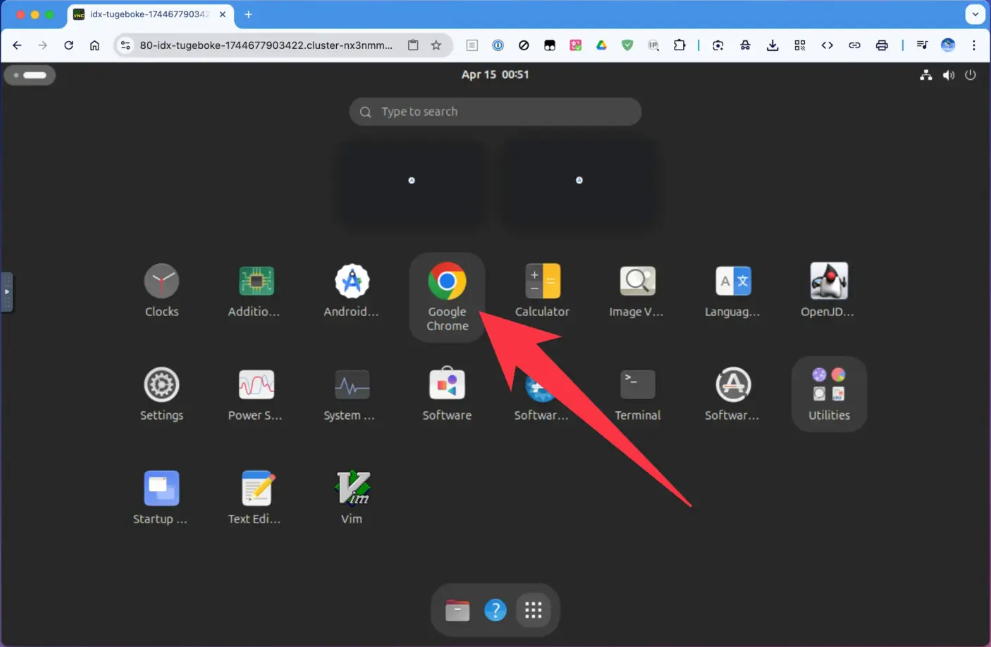 idx-tugeboke-1744677903422
80-idx-tugeboke-1744677903422.cluster-nx3nmm...
Apr 15 00:51
Type to search
Clocks
Additio...
Android...
Google
Chrome
Calculator
Image V...
Languag...
OpenJD...
Settings
Power S...
System ...
Software
Softwar...
Terminal
Softwar...
Utilities
Startup ...
Text Edi...
Vim